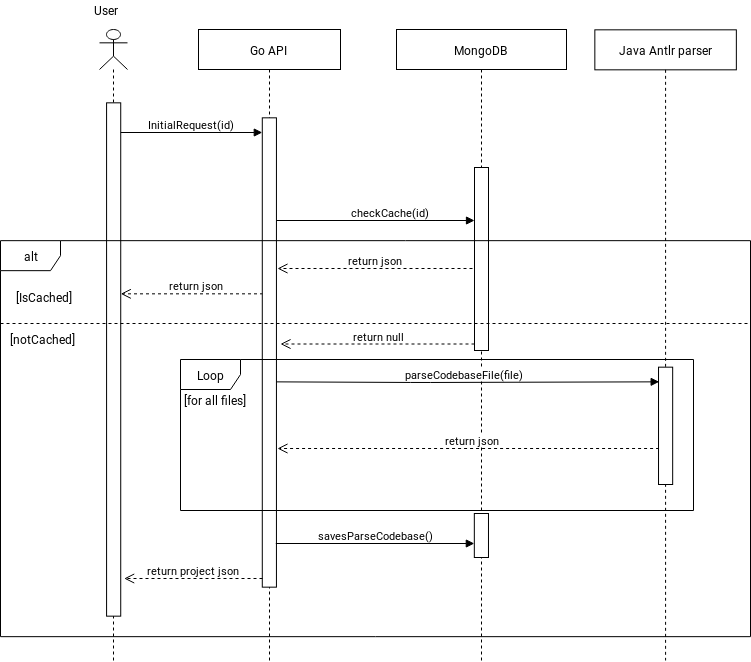 User
Go API
MongoDB
Java Antlr parser
InitialRequest(id)
checkCache(id)
alt
return json
return json
[IsCached]
[notCached]
return null
Loop
parseCodebaseFile(file)
[for all files]
return json
savesParseCodebase()
return project json